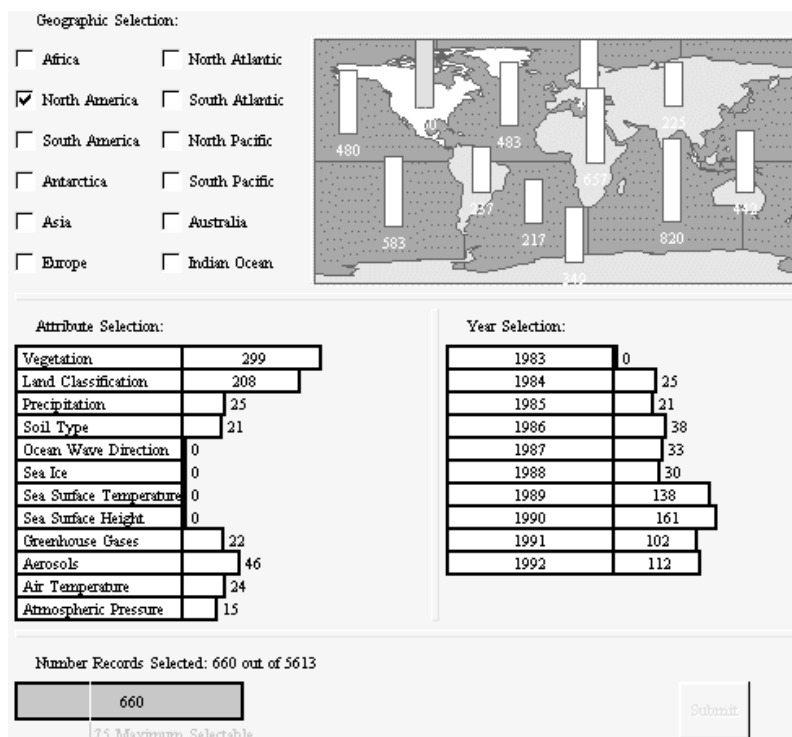 Geographic Selection:
Africa
North Atlantic
North America
South Atlantic
South America
North Pacific
Antarctica
South Pacific
Asia
Australia
Europe
Indian Ocean
480
483
225
657
237
442
583
217
820
349
Attribute Selection:
Vegetation 299
Land Classification 208
Precipitation 25
Soil Type 21
Ocean Wave Direction 0
Sea Ice 0
Sea Surface Temperature 0
Sea Surface Height 0
Greenhouse Gases 22
Aerosols 46
Air Temperature 24
Atmospheric Pressure 15
Year Selection:
1983 0
1984 25
1985 21
1986 38
1987 33
1988 30
1989 138
1990 161
1991 102
1992 112
Number Records Selected: 660 out of 5613
660
75 Maximum Selectable
Submit